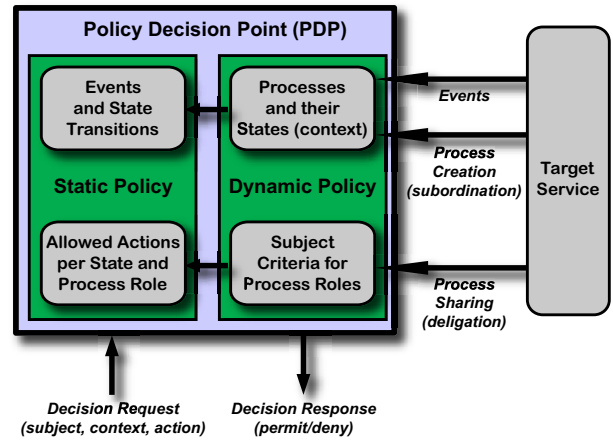 Policy Decision Point (PDP)
Events
and State
Transitions
Processes
and their
States (context)
Events
Process
Creation
(subordination)
Target
Service
Static Policy
Dynamic Policy
Allowed Actions
per State and
Process Role
Subject
Criteria for
Process Roles
Process
Sharing
(deligation)
Decision Request
(subject, context, action)
Decision Response
(permit/deny)